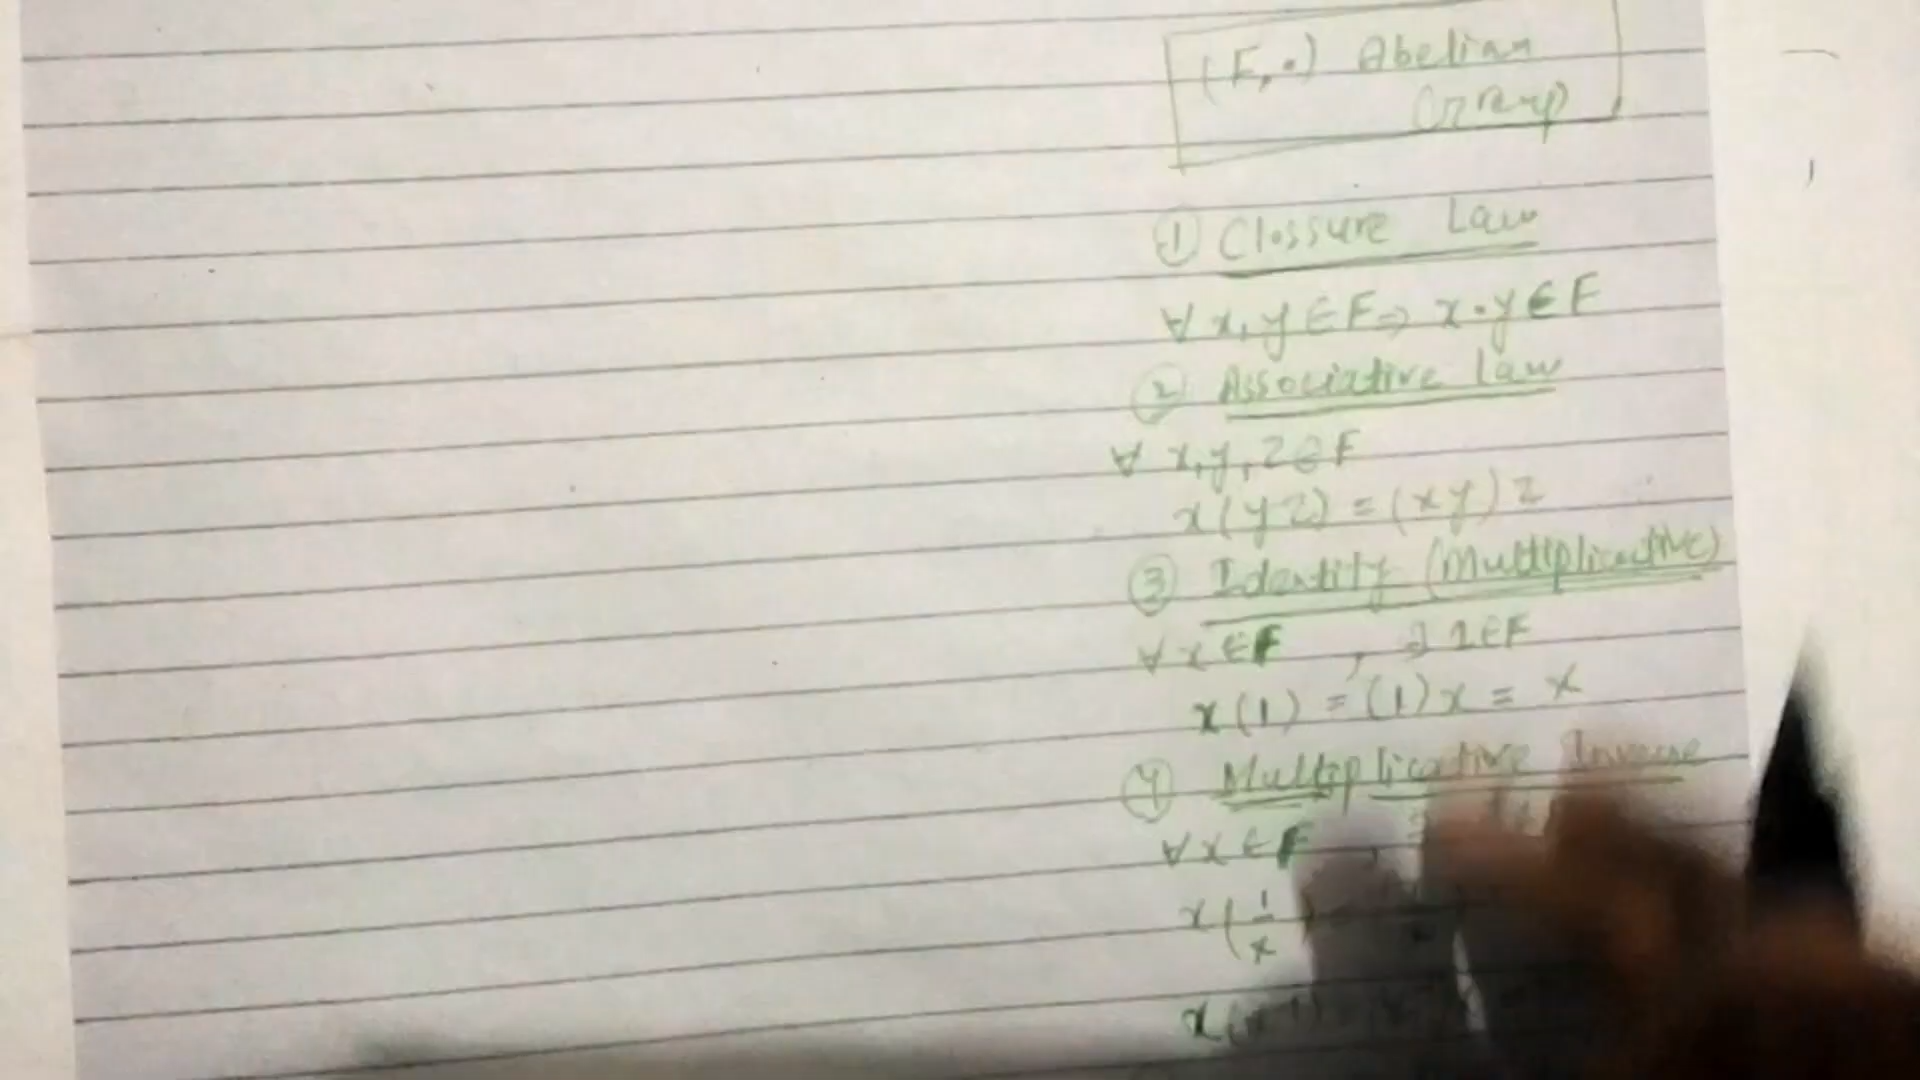 (F, •) Abelian
Group
① Clossure Law
∀ x, y ∈ F ⇒ x • y ∈ F
② Associative Law
∀ x, y, z ∈ F
x(yz) = (xy)z
③ Identity (Multiplicative)
∀ x ∈ F , ∃ 1 ∈ F
x(1) = (1)x = x
④ Multiplicative Inverse
∀ x ∈ F ,
x(1/x)